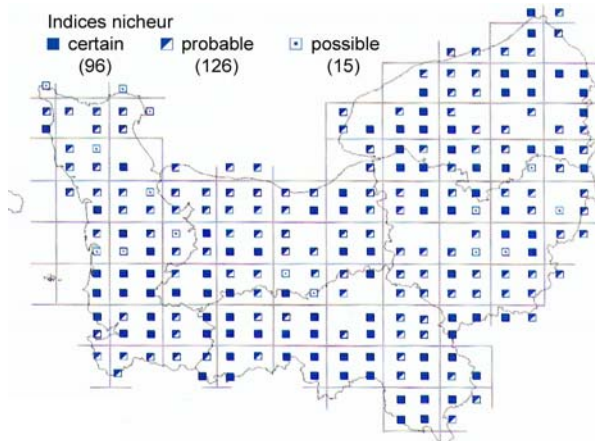 Indices nicheur
certain probable possible
(96) (126) (15)